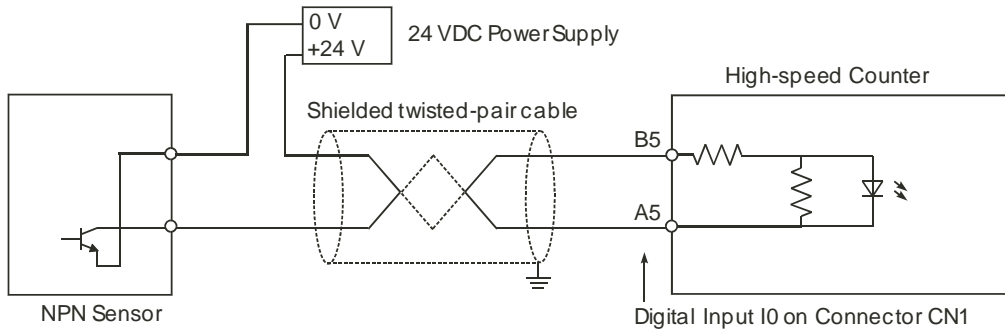 0 V
+24 V
24 VDC Power Supply
High-speed Counter
Shielded twisted-pair cable
B5
A5
NPN Sensor
Digital Input I0 on Connector CN1